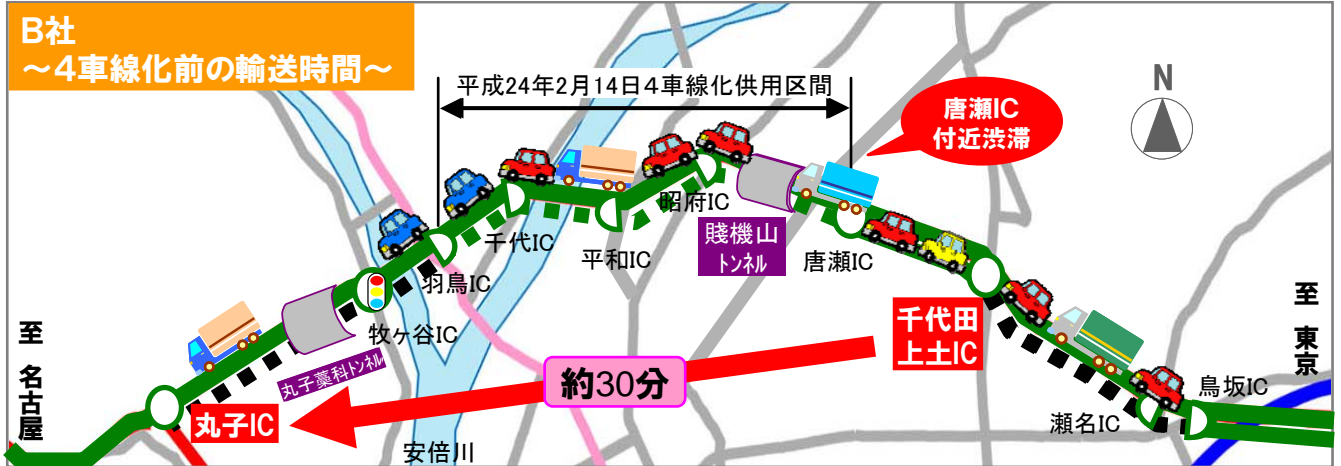 B社
～4車線化前の輸送時間～
平成24年2月14日4車線化供用区間
唐瀬IC
付近渋滞
N
昭府IC
千代IC
平和IC
賤機山
トンネル
唐瀬IC
羽鳥IC
牧ヶ谷IC
丸子藁科トンネル
千代田
上土IC
至 東京
至 名古屋
約30分
丸子IC
鳥坂IC
瀬名IC
安倍川